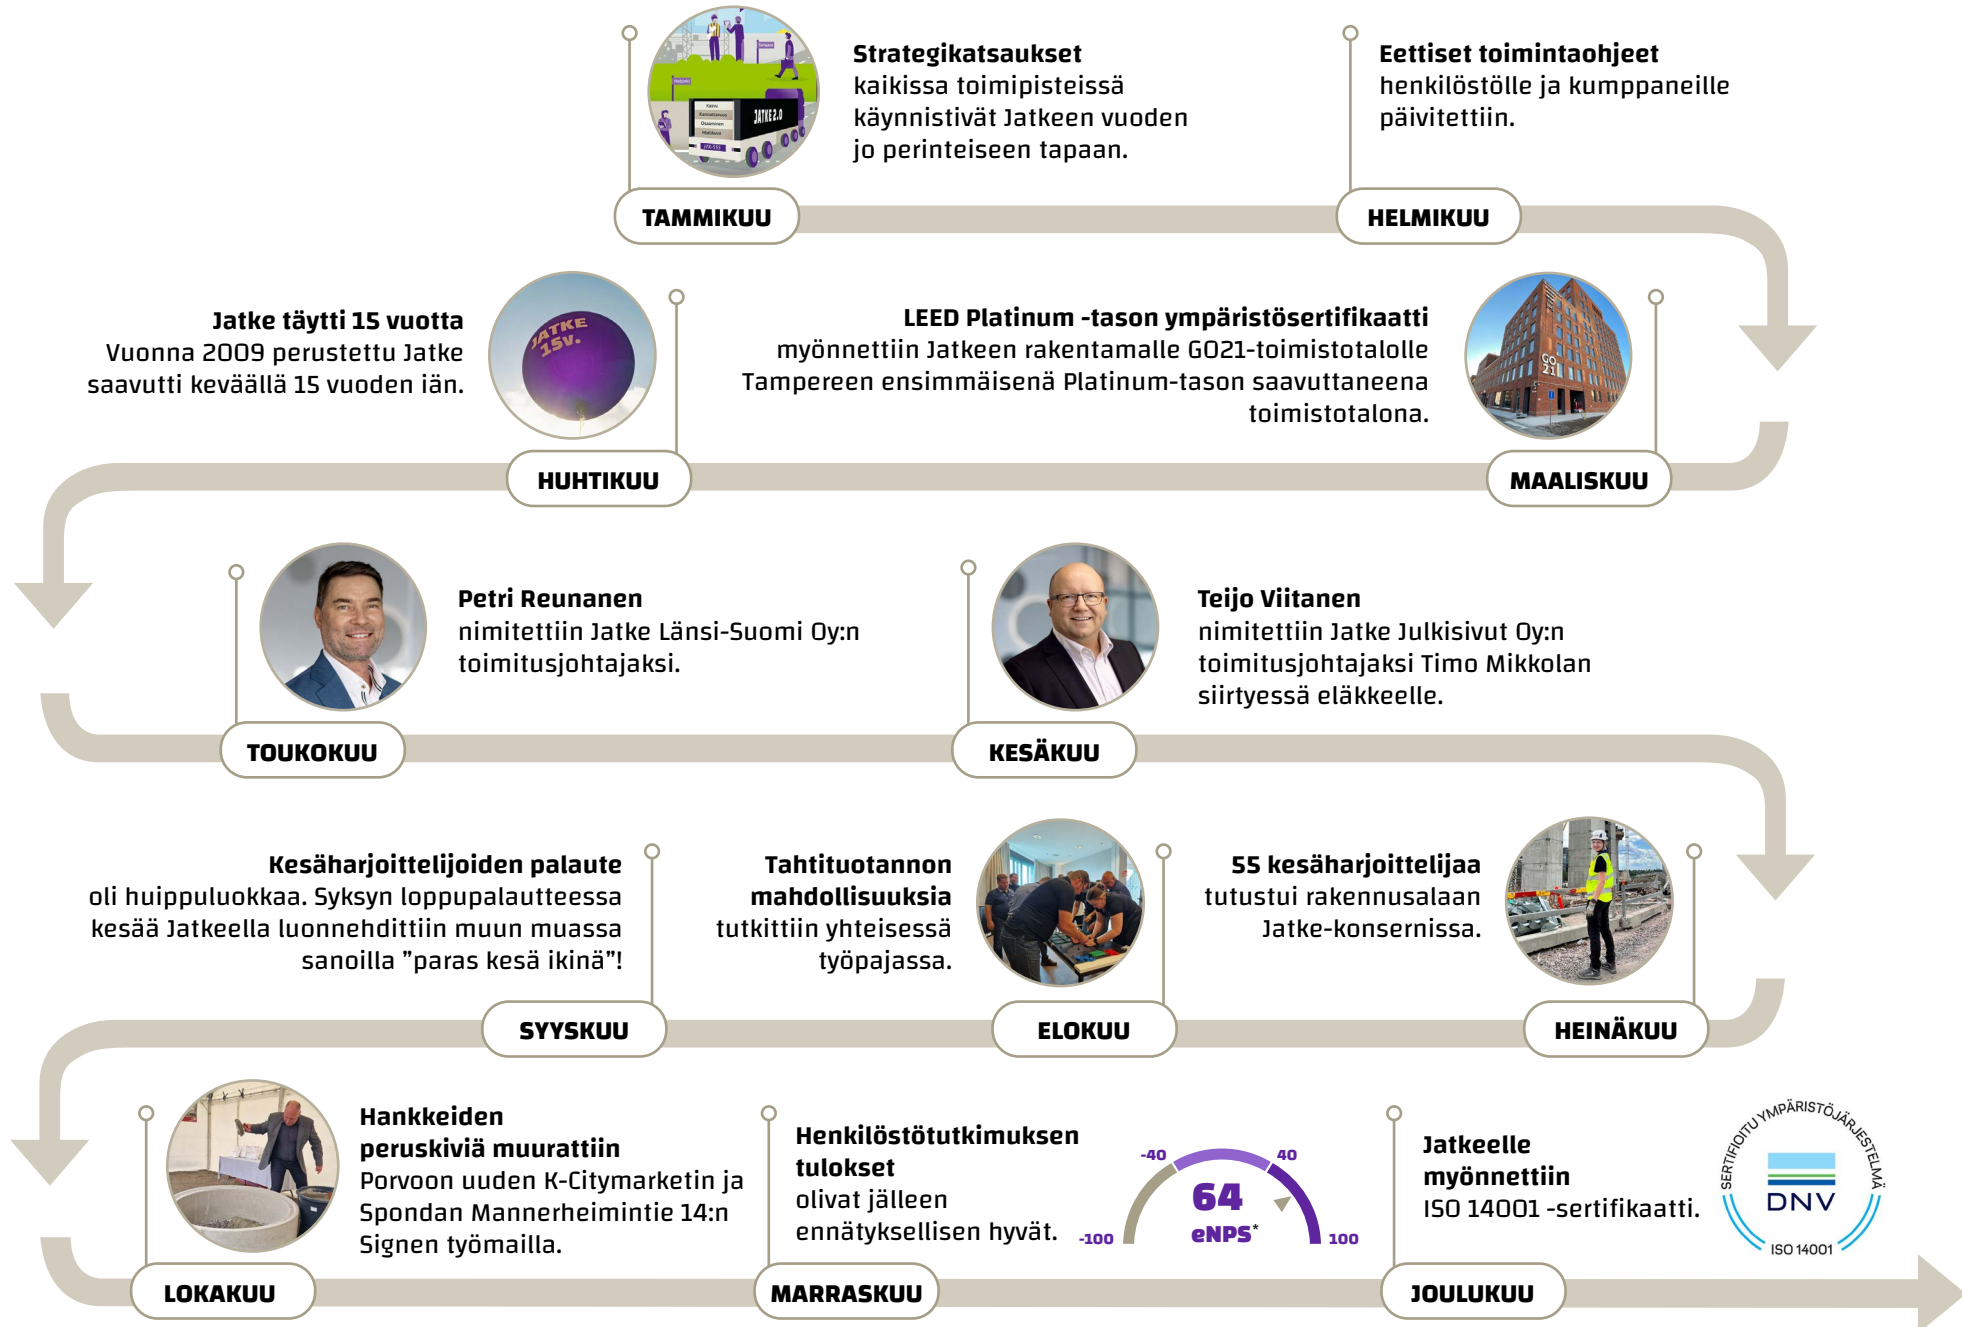 Strategikatsaukset
kaikissa toimipisteissä
käynnistivät Jatkeen vuoden
jo perinteiseen tapaan.
JATKE 2.0
Kasvu
Kannattavuus
Osaaminen
TAMMIKUU
Eettiset toimintaohjeet
henkilöstölle ja kumppaneille
päivitettiin.
HELMIKUU
LEED Platinum -tason ympäristösertifikaatti
myönnettiin Jatkeen rakentamalle GO21-toimistotalolle
Tampereen ensimmäisenä Platinum-tason saavuttaneena
toimistotalona.
GO
21
MAALISKUU
Jatke täytti 15 vuotta
Vuonna 2009 perustettu Jatke
saavutti keväällä 15 vuoden iän.
JATKE
15V.
HUHTIKUU
Petri Reunanen
nimitettiin Jatke Länsi-Suomi Oy:n
toimitusjohtajaksi.
TOUKOKUU
Teijo Viitanen
nimitettiin Jatke Julkisivut Oy:n
toimitusjohtajaksi Timo Mikkolan
siirtyessä eläkkeelle.
KESÄKUU
55 kesäharjoittelijaa
tutustui rakennusalaan
Jatke-konsernissa.
HEINÄKUU
Tahtituotannon
mahdollisuuksia
tutkittiin yhteisessä
työpajassa.
ELOKUU
Kesäharjoittelijoiden palaute
oli huippuluokkaa. Syksyn loppupalautteessa
kesää Jatkeella luonnehdittiin muun muassa
sanoilla ”paras kesä ikinä”!
SYYSKUU
Hankkeiden
peruskiviä muurattiin
Porvoon uuden K-Citymarketin ja
Spondan Mannerheimintie 14:n
Signen työmailla.
LOKAKUU
Henkilöstötutkimuksen
tulokset
olivat jälleen
ennätyksellisen hyvät.
-100
-40
40
100
64
eNPS*
MARRASKUU
Jatkeelle
myönnettiin
ISO 14001 -sertifikaatti.
SERTIFIOITU YMPÄRISTÖJÄRJESTELMÄ
DNV
ISO 14001
JOULUKUU